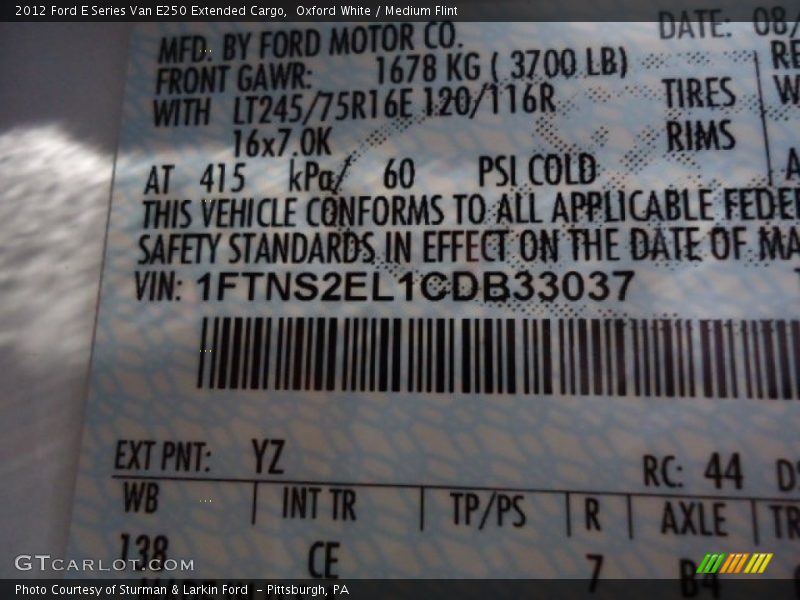 2012 Ford E Series Van E250 Extended Cargo,  Oxford White / Medium Flint
DATE: 08/
MFD. BY FORD MOTOR CO.
FRONT GAWR: 1678 KG ( 3700 LB)
WITH LT245/75R16E 120/116R TIRES
16x7.0K RIMS
AT 415 kPa/ 60 PSI COLD
THIS VEHICLE CONFORMS TO ALL APPLICABLE FEDER
SAFETY STANDARDS IN EFFECT ON THE DATE OF MA
VIN: 1FTNS2EL1CDB33037
EXT PNT: YZ RC: 44
WB INT TR TP/PS R AXLE TR
138 CE 7 B4
GTCARLOT.COM
Photo Courtesy of Sturman & Larkin Ford  – Pittsburgh, PA